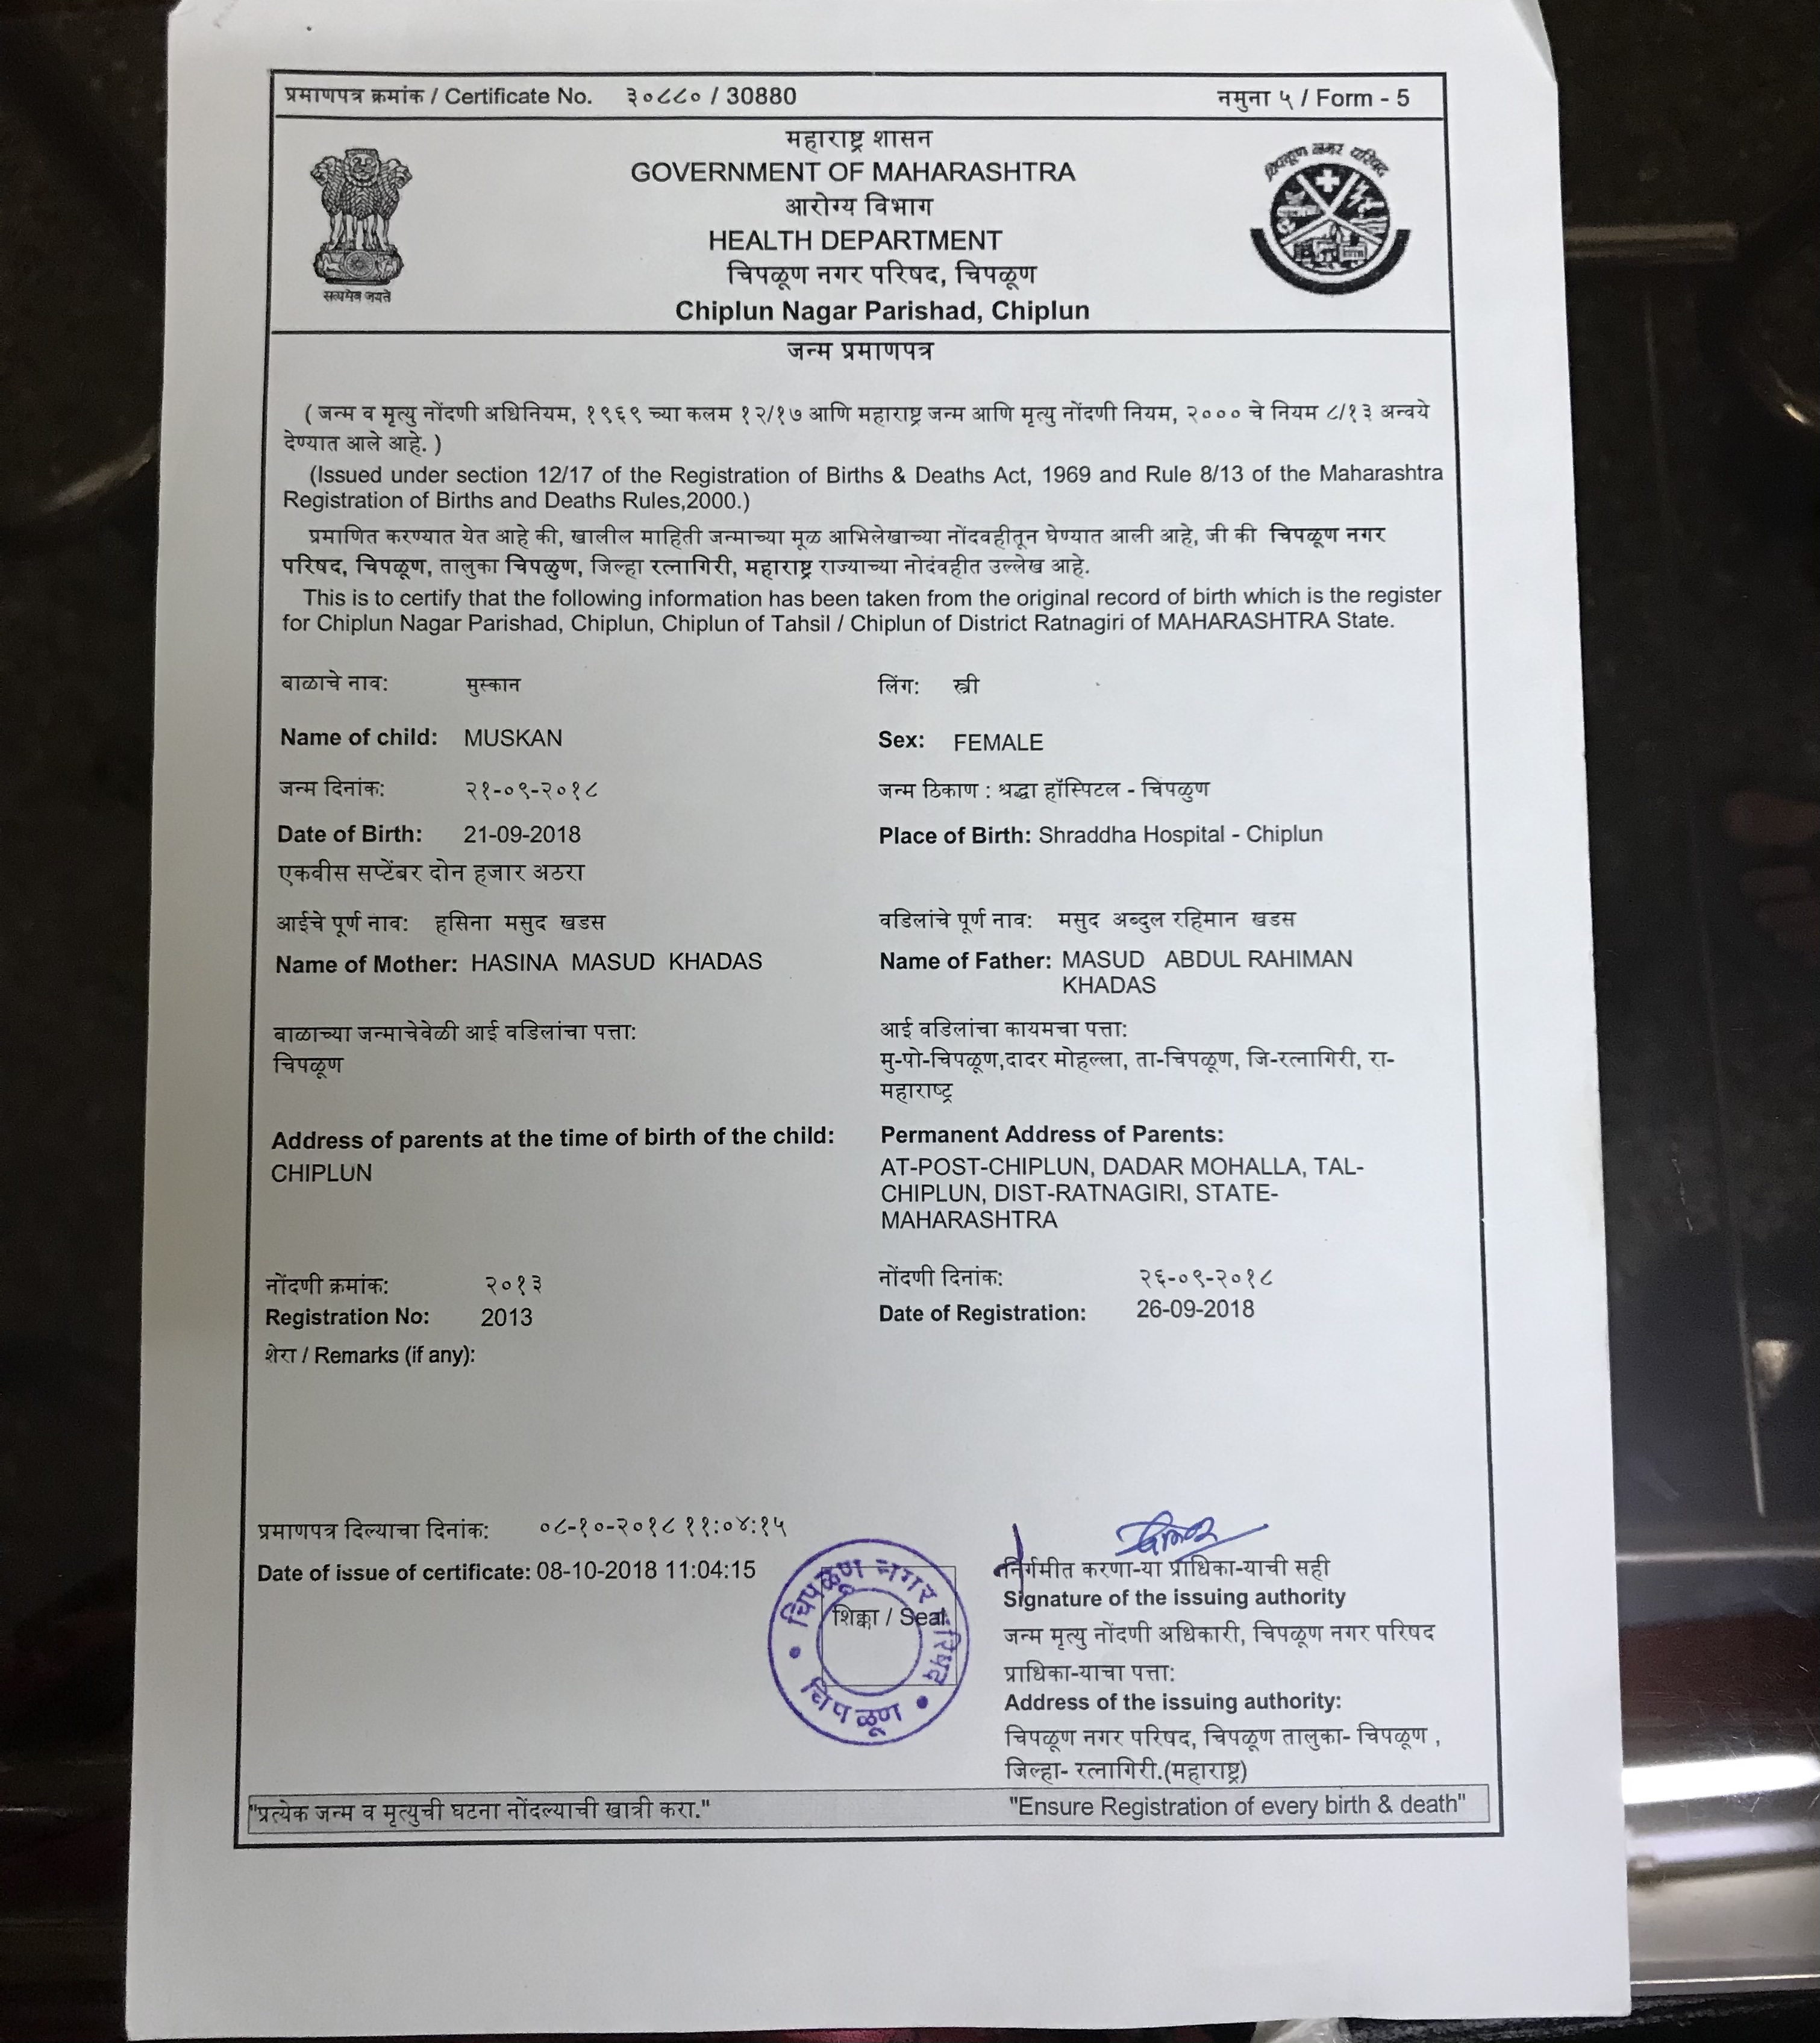 प्रमाणपत्र क्रमांक / Certificate No. ३०८८० / 30880 नमुना ५ / Form - 5
महाराष्ट्र शासन
GOVERNMENT OF MAHARASHTRA
आरोग्य विभाग
HEALTH DEPARTMENT
चिपळूण नगर परिषद, चिपळूण
Chiplun Nagar Parishad, Chiplun
सत्यमेव जयते
चिपळूण नगर परिषद
जन्म प्रमाणपत्र
( जन्म व मृत्यु नोंदणी अधिनियम, १९६९ च्या कलम १२/१७ आणि महाराष्ट्र जन्म आणि मृत्यु नोंदणी नियम, २००० चे नियम ८/१३ अन्वये
देण्यात आले आहे. )
(Issued under section 12/17 of the Registration of Births & Deaths Act, 1969 and Rule 8/13 of the Maharashtra
Registration of Births and Deaths Rules,2000.)
प्रमाणित करण्यात येत आहे की, खालील माहिती जन्माच्या मूळ आभिलेखाच्या नोंदवहीतून घेण्यात आली आहे, जी की चिपळूण नगर
परिषद, चिपळूण, तालुका चिपळुण, जिल्हा रत्नागिरी, महाराष्ट्र राज्याच्या नोदंवहीत उल्लेख आहे.
This is to certify that the following information has been taken from the original record of birth which is the register
for Chiplun Nagar Parishad, Chiplun, Chiplun of Tahsil / Chiplun of District Ratnagiri of MAHARASHTRA State.
बाळाचे नाव: मुस्कान लिंग: स्त्री
Name of child: MUSKAN Sex: FEMALE
जन्म दिनांक: २१-०९-२०१८ जन्म ठिकाण : श्रद्धा हॉस्पिटल - चिपळुण
Date of Birth: 21-09-2018 Place of Birth: Shraddha Hospital - Chiplun
एकवीस सप्टेंबर दोन हजार अठरा
आईचे पूर्ण नाव: हसिना मसुद खडस वडिलांचे पूर्ण नाव: मसुद अब्दुल रहिमान खडस
Name of Mother: HASINA MASUD KHADAS Name of Father: MASUD ABDUL RAHIMAN
KHADAS
बाळाच्या जन्माचेवेळी आई वडिलांचा पत्ता: आई वडिलांचा कायमचा पत्ता:
चिपळूण मु-पो-चिपळूण,दादर मोहल्ला, ता-चिपळूण, जि-रत्नागिरी, रा-
महाराष्ट्र
Address of parents at the time of birth of the child: Permanent Address of Parents:
CHIPLUN AT-POST-CHIPLUN, DADAR MOHALLA, TAL-
CHIPLUN, DIST-RATNAGIRI, STATE-
MAHARASHTRA
नोंदणी क्रमांक: २०१३ नोंदणी दिनांक: २६-०९-२०१८
Registration No: 2013 Date of Registration: 26-09-2018
शेरा / Remarks (if any):
प्रमाणपत्र दिल्याचा दिनांक: ०८-१०-२०१८ ११:०४:१५
Date of issue of certificate: 08-10-2018 11:04:15
चिपळूण नगर परिषद
चिपळूण
शिक्का / Seal
निर्गमीत करणा-या प्राधिका-याची सही
Signature of the issuing authority
जन्म मृत्यु नोंदणी अधिकारी, चिपळूण नगर परिषद
प्राधिका-याचा पत्ता:
Address of the issuing authority:
चिपळूण नगर परिषद, चिपळूण तालुका- चिपळूण ,
जिल्हा- रत्नागिरी.(महाराष्ट्र)
"प्रत्येक जन्म व मृत्युची घटना नोंदल्याची खात्री करा." "Ensure Registration of every birth & death"